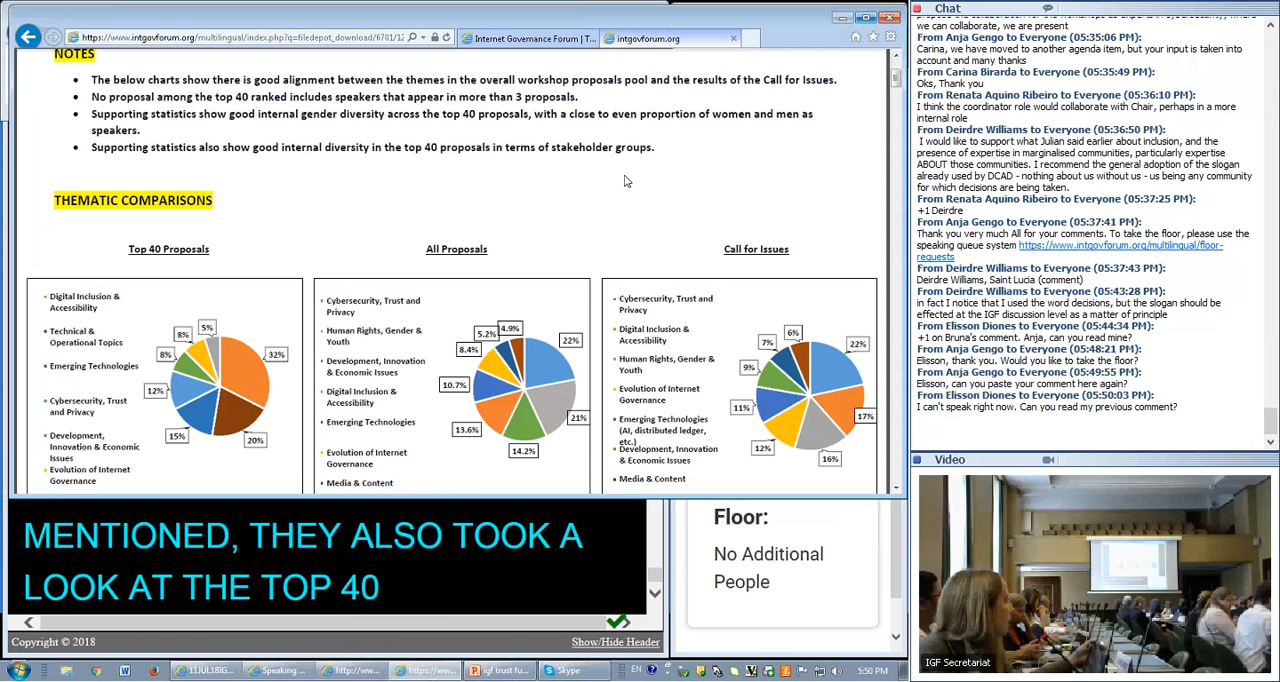 https://www.intgovforum.org/multilingual/index.php?q=filedepot_download/6701/12
Internet Governance Forum | T...
intgovforum.org
NOTES
The below charts show there is good alignment between the themes in the overall workshop proposals pool and the results of the Call for Issues.
No proposal among the top 40 ranked includes speakers that appear in more than 3 proposals.
Supporting statistics show good internal gender diversity across the top 40 proposals, with a close to even proportion of women and men as
speakers.
Supporting statistics also show good internal diversity in the top 40 proposals in terms of stakeholder groups.
THEMATIC COMPARISONS
Top 40 Proposals
Digital Inclusion &
Accessibility
Technical &
Operational Topics
Emerging Technologies
Cybersecurity, Trust
and Privacy
Development,
Innovation & Economic
Issues
Evolution of Internet
Governance
5%
8%
8%
12%
15%
20%
32%
All Proposals
Cybersecurity, Trust and
Privacy
Human Rights, Gender &
Youth
Development, Innovation
& Economic Issues
Digital Inclusion &
Accessibility
Emerging Technologies
Evolution of Internet
Governance
Media & Content
4.9%
5.2%
8.4%
10.7%
13.6%
14.2%
21%
22%
Call for Issues
Cybersecurity, Trust and
Privacy
Digital Inclusion &
Accessibility
Human Rights, Gender &
Youth
Evolution of Internet
Governance
Emerging Technologies
(AI, distributed ledger,
etc.)
Development, Innovation
& Economic Issues
Media & Content
6%
7%
9%
11%
12%
16%
17%
22%
MENTIONED, THEY ALSO TOOK A
LOOK AT THE TOP 40
Copyright © 2018
Show/Hide Header
Floor:
No Additional
People
Chat
we can collaborate, we are present
From Anja Gengo to Everyone (05:35:06 PM):
Carina, we have moved to another agenda item, but your input is taken into
account and many thanks
From Carina Birarda to Everyone (05:35:49 PM):
Oks, Thank you
From Renata Aquino Ribeiro to Everyone (05:36:10 PM):
I think the coordinator role would collaborate with Chair, perhaps in a more
internal role
From Deirdre Williams to Everyone (05:36:50 PM):
I would like to support what Julian said earlier about inclusion, and the
presence of expertise in marginalised communities, particularly expertise
ABOUT those communities. I recommend the general adoption of the slogan
already used by DCAD - nothing about us without us - us being any community
for which decisions are being taken.
From Renata Aquino Ribeiro to Everyone (05:37:25 PM):
+1 Deirdre
From Anja Gengo to Everyone (05:37:41 PM):
Thank you very much All for your comments. To take the floor, please use the
speaking queue system https://www.intgovforum.org/multilingual/floor-
requests
From Deirdre Williams to Everyone (05:37:43 PM):
Deirdre Williams, Saint Lucia (comment)
From Deirdre Williams to Everyone (05:43:28 PM):
in fact I notice that I used the word decisions, but the slogan should be
effected at the IGF discussion level as a matter of principle
From Elisson Diones to Everyone (05:44:34 PM):
+1 on Bruna's comment. Anja, can you read mine?
From Anja Gengo to Everyone (05:48:21 PM):
Elisson, thank you. Would you like to take the floor?
From Anja Gengo to Everyone (05:49:55 PM):
Elisson, can you paste your comment here again?
From Elisson Diones to Everyone (05:50:03 PM):
I can't speak right now. Can you read my previous comment?
Video
IGF Secretariat
11JUL18IG...
Speaking ...
http://ww...
https://ww...
igf trust fu...
Skype
EN
5:50 PM